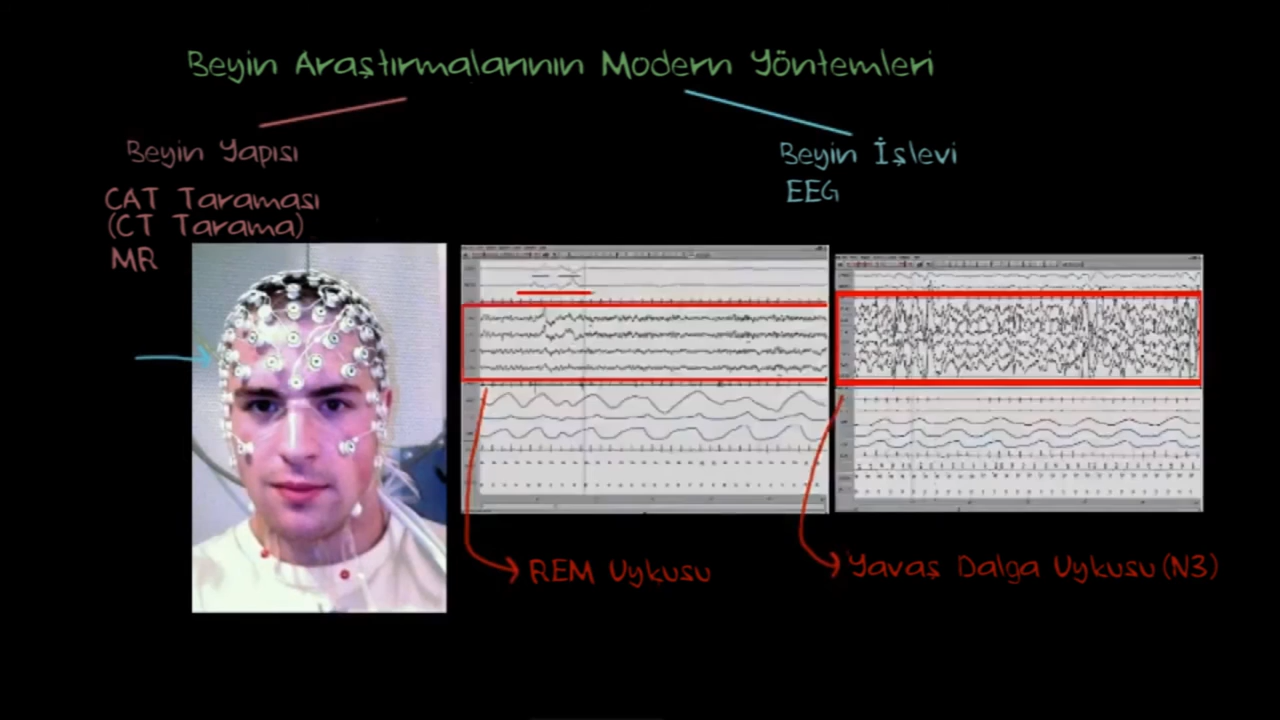 Beyin Araştırmalarının Modern Yöntemleri
Beyin Yapısı
CAT Taraması
(CT Tarama)
MR
Beyin İşlevi
EEG
REM Uykusu
Yavaş Dalga Uykusu (N3)